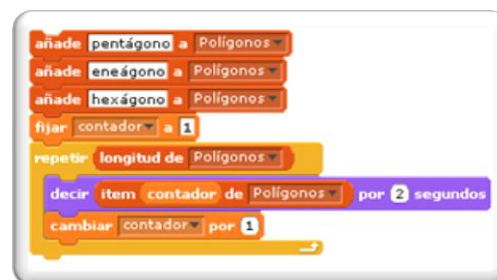 añade pentágono a Polígonos
añade eneágono a Polígonos
añade hexágono a Polígonos
fijar contador a 1
repetir longitud de Polígonos
decir item contador de Polígonos por 2 segundos
cambiar contador por 1